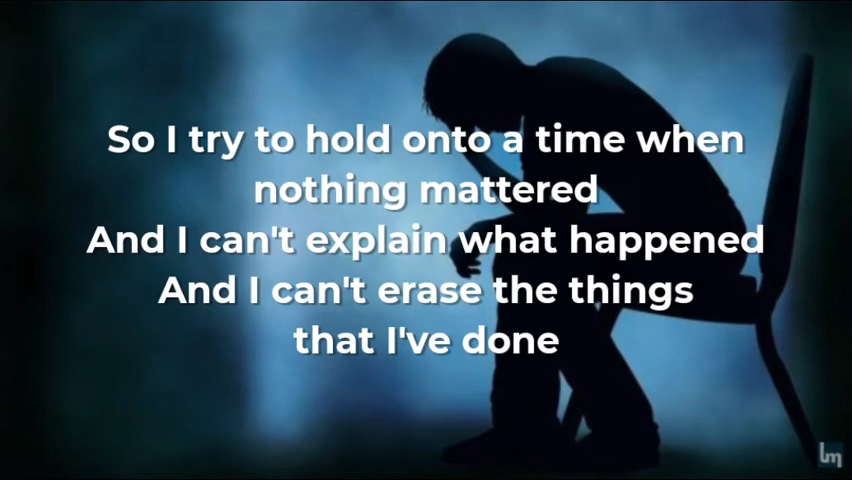 So I try to hold onto a time when
nothing mattered
And I can't explain what happened
And I can't erase the things
that I've done
lm